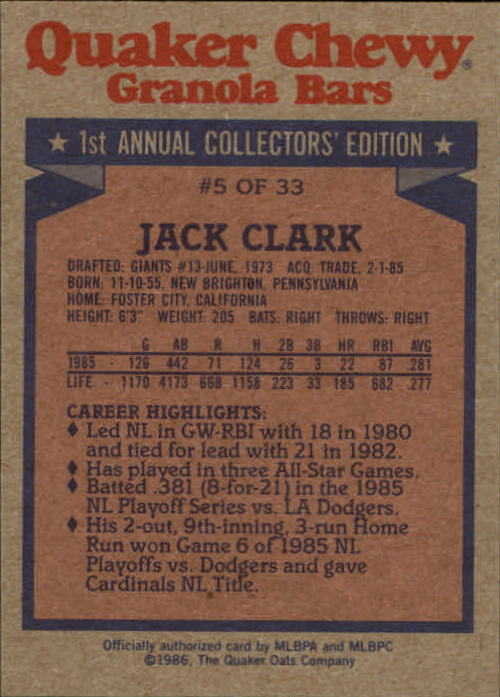 Quaker Chewy®
Granola Bars
★ 1st ANNUAL COLLECTORS' EDITION ★
#5 OF 33
JACK CLARK
DRAFTED: GIANTS #13-JUNE, 1973 ACQ: TRADE, 2-1-85
BORN: 11-10-55, NEW BRIGHTON, PENNSYLVANIA
HOME: FOSTER CITY, CALIFORNIA
HEIGHT: 6'3" WEIGHT: 205 BATS: RIGHT THROWS: RIGHT
G AB R H 2B 3B HR RBI AVG
1985 - 126 442 71 124 26 3 22 87 .281
LIFE - 1170 4173 668 1158 223 33 185 682 .277
CAREER HIGHLIGHTS:
♦ Led NL in GW-RBI with 18 in 1980
and tied for lead with 21 in 1982.
♦ Has played in three All-Star Games.
♦ Batted .381 (8-for-21) in the 1985
NL Playoff Series vs. LA Dodgers.
♦ His 2-out, 9th-inning, 3-run Home
Run won Game 6 of 1985 NL
Playoffs vs. Dodgers and gave
Cardinals NL Title.
Officially authorized card by MLBPA and MLBPC
©1986, The Quaker Oats Company